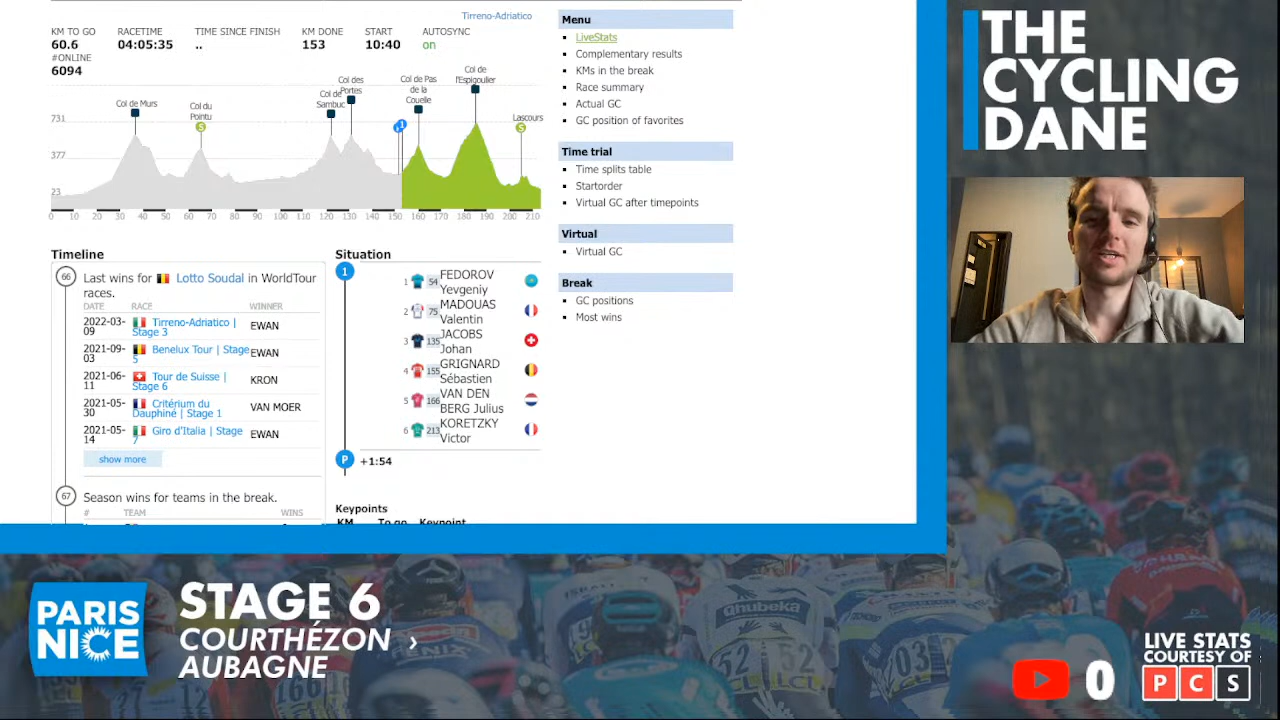 Tirreno-Adriatico
KM TO GO RACETIME TIME SINCE FINISH KM DONE START AUTOSYNC
60.6 04:05:35 .. 153 10:40 on
#ONLINE
6094
Col de Murs
Col du Pointu
Col de Sambuc
Col des Portes
Col de Pas de la Couelle
Col de l'Espigoulier
Lascours
S
S
1
731
377
23
0 10 20 30 40 50 60 70 80 90 100 110 120 130 140 150 160 170 180 190 200 210
Menu
LiveStats
Complementary results
KMs in the break
Race summary
Actual GC
GC position of favorites
Time trial
Time splits table
Startorder
Virtual GC after timepoints
Virtual
Virtual GC
Break
GC positions
Most wins
Timeline
66 Last wins for Lotto Soudal in WorldTour
races.
DATE RACE WINNER
2022-03-09 Tirreno-Adriatico | Stage 3 EWAN
2021-09-03 Benelux Tour | Stage 5 EWAN
2021-06-11 Tour de Suisse | Stage 6 KRON
2021-05-30 Critérium du Dauphiné | Stage 1 VAN MOER
2021-05-14 Giro d'Italia | Stage 7 EWAN
show more
67 Season wins for teams in the break.
# TEAM WINS
Situation
1
1 54 FEDOROV Yevgeniy
2 75 MADOUAS Valentin
3 135 JACOBS Johan
4 155 GRIGNARD Sébastien
5 166 VAN DEN BERG Julius
6 213 KORETZKY Victor
P +1:54
Keypoints
KM To go Keypoint
THE
CYCLING
DANE
PARIS
NICE
STAGE 6
COURTHÉZON ›
AUBAGNE
0
LIVE STATS
COURTESY OF
P C S
Qhubeka